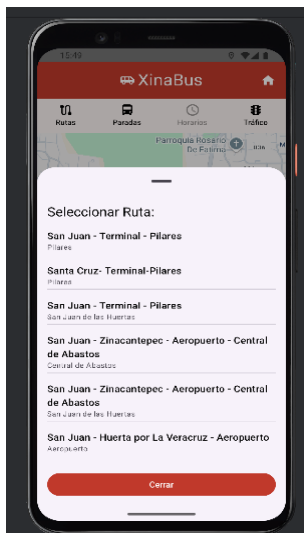 15:49
XinaBus
Rutas Paradas Horarios Tráfico
Parroquia Rosario
De Fátima
Seleccionar Ruta:
San Juan - Terminal - Pilares
Pilares
Santa Cruz- Terminal-Pilares
Pilares
San Juan - Terminal - Pilares
San Juan de las Huertas
San Juan - Zinacantepec - Aeropuerto - Central
de Abastos
Central de Abastos
San Juan - Zinacantepec - Aeropuerto - Central
de Abastos
San Juan de las Huertas
San Juan - Huerta por La Veracruz - Aeropuerto
Aeropuerto
Cerrar